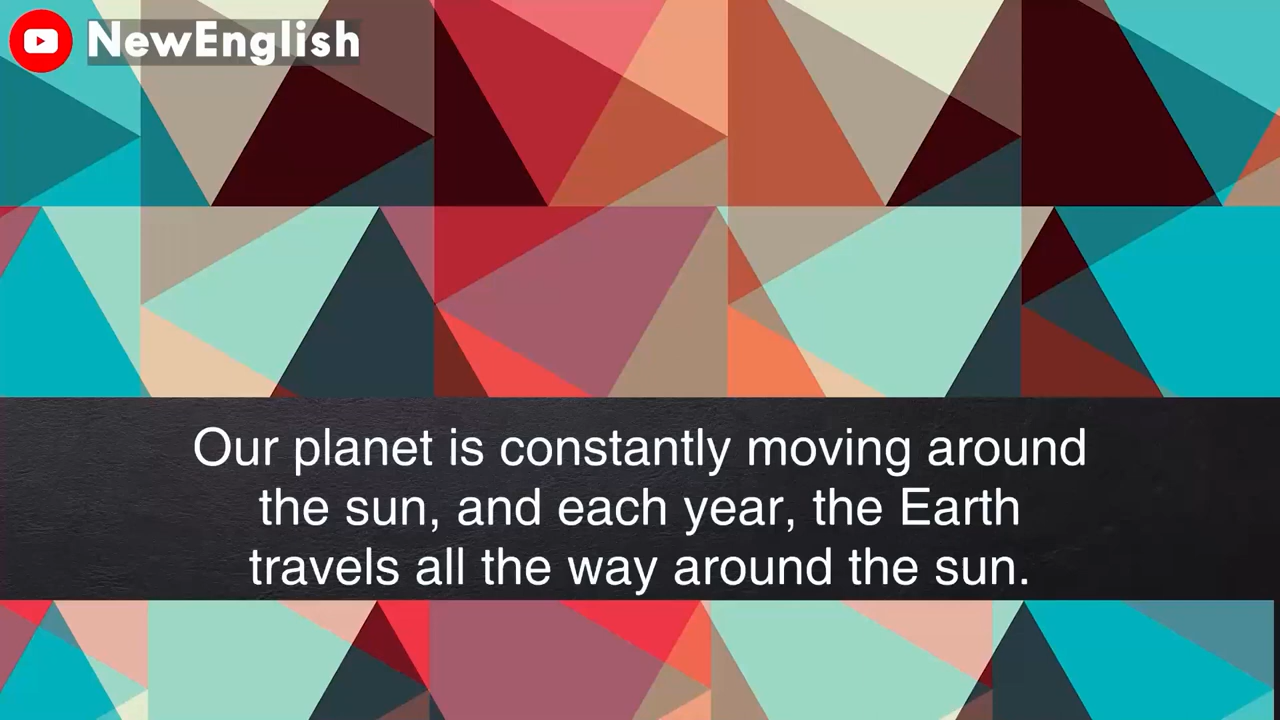 NewEnglish
Our planet is constantly moving around
the sun, and each year, the Earth
travels all the way around the sun.